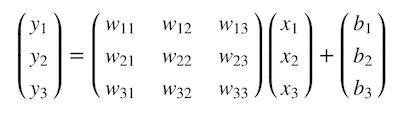 y1 w11 w12 w13 x1 b1
y2 = w21 w22 w23 x2 + b2
y3 w31 w32 w33 x3 b3